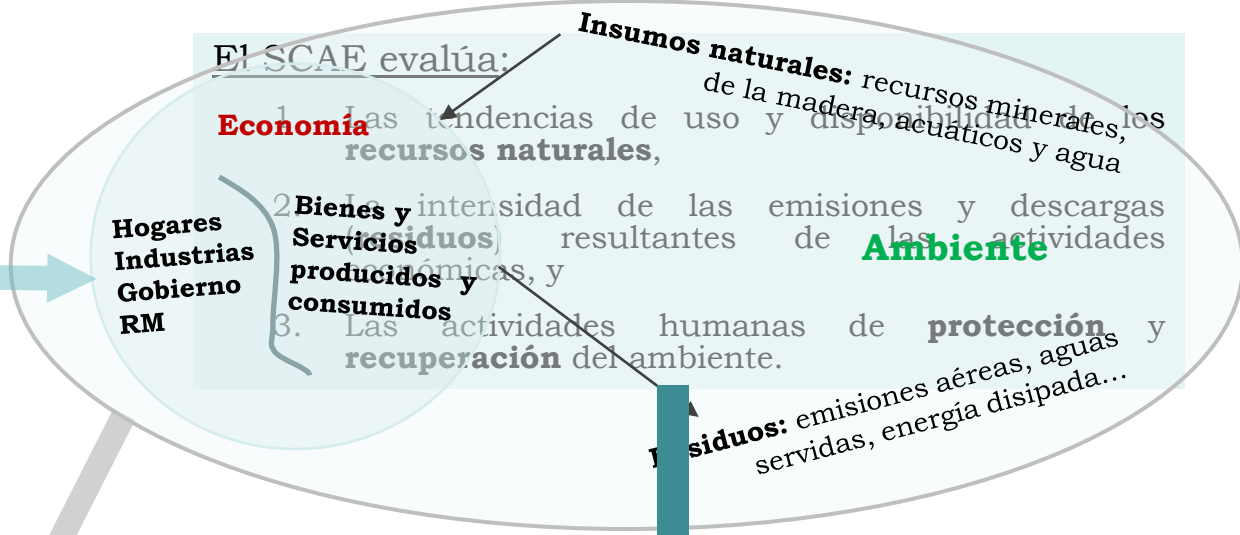 El SCAE evalúa:
1. Las tendencias de uso y disponibilidad de los
recursos naturales,
2. La intensidad de las emisiones y descargas
(residuos) resultantes de las actividades
económicas, y
3. Las actividades humanas de protección y
recuperación del ambiente.
Insumos naturales: recursos minerales,
de la madera, acuáticos y agua
Economía
Hogares
Industrias
Gobierno
RM
Bienes y
Servicios
producidos y
consumidos
Ambiente
Residuos: emisiones aéreas, aguas
servidas, energía disipada...